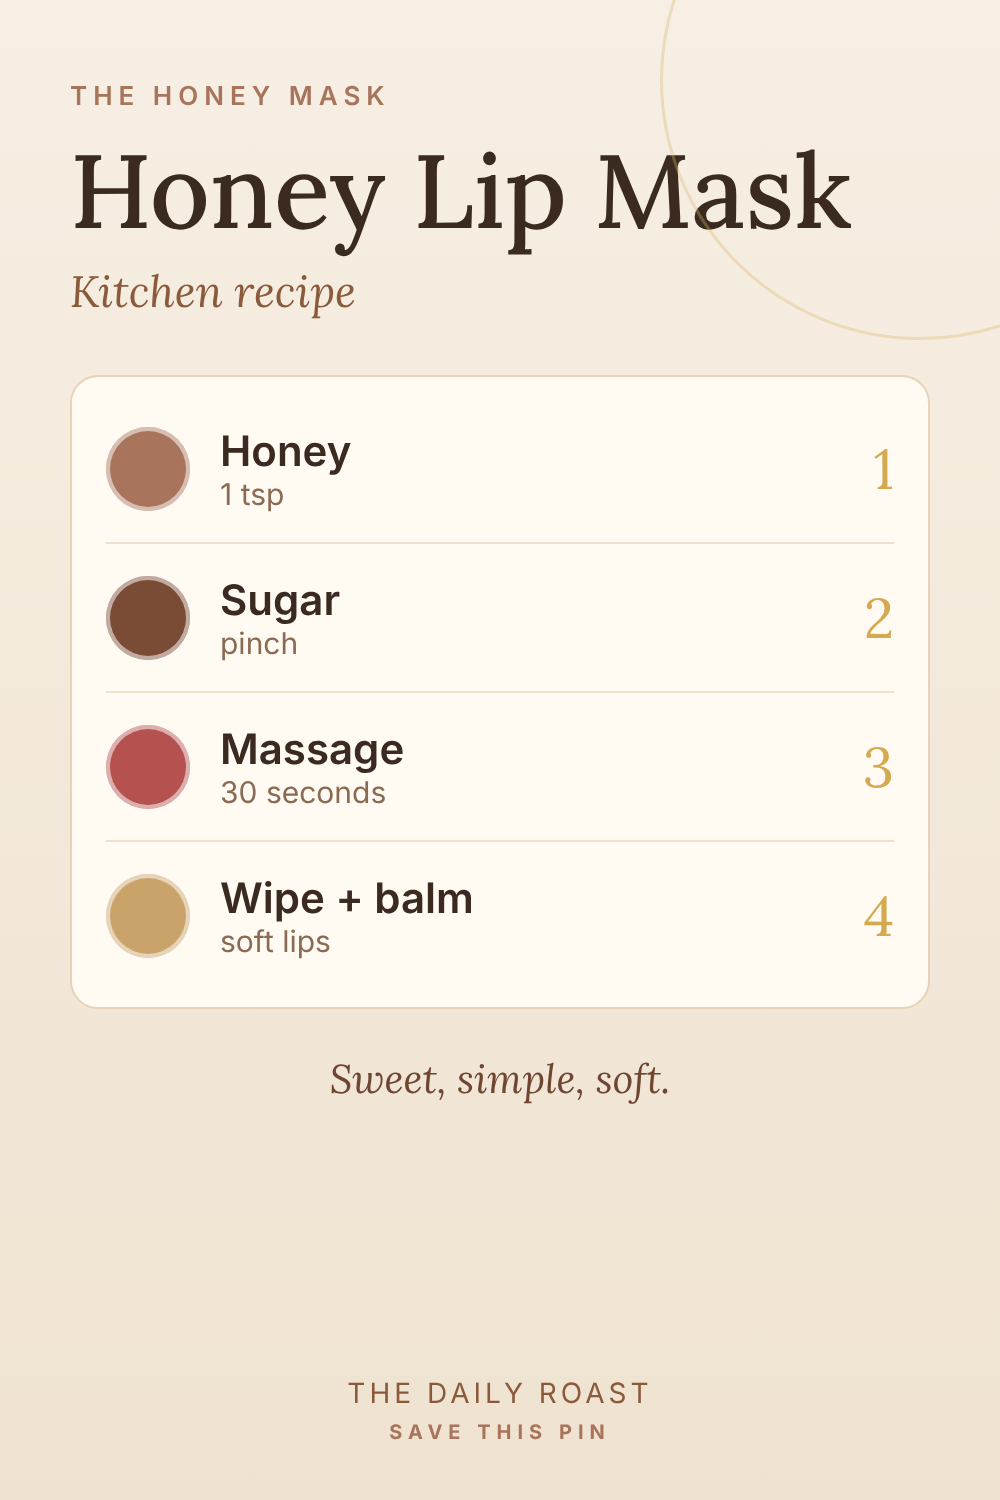 THE HONEY MASK
Honey Lip Mask
Kitchen recipe
Honey
1 tsp
1
Sugar
pinch
2
Massage
30 seconds
3
Wipe + balm
soft lips
4
Sweet, simple, soft.
THE DAILY ROAST
SAVE THIS PIN